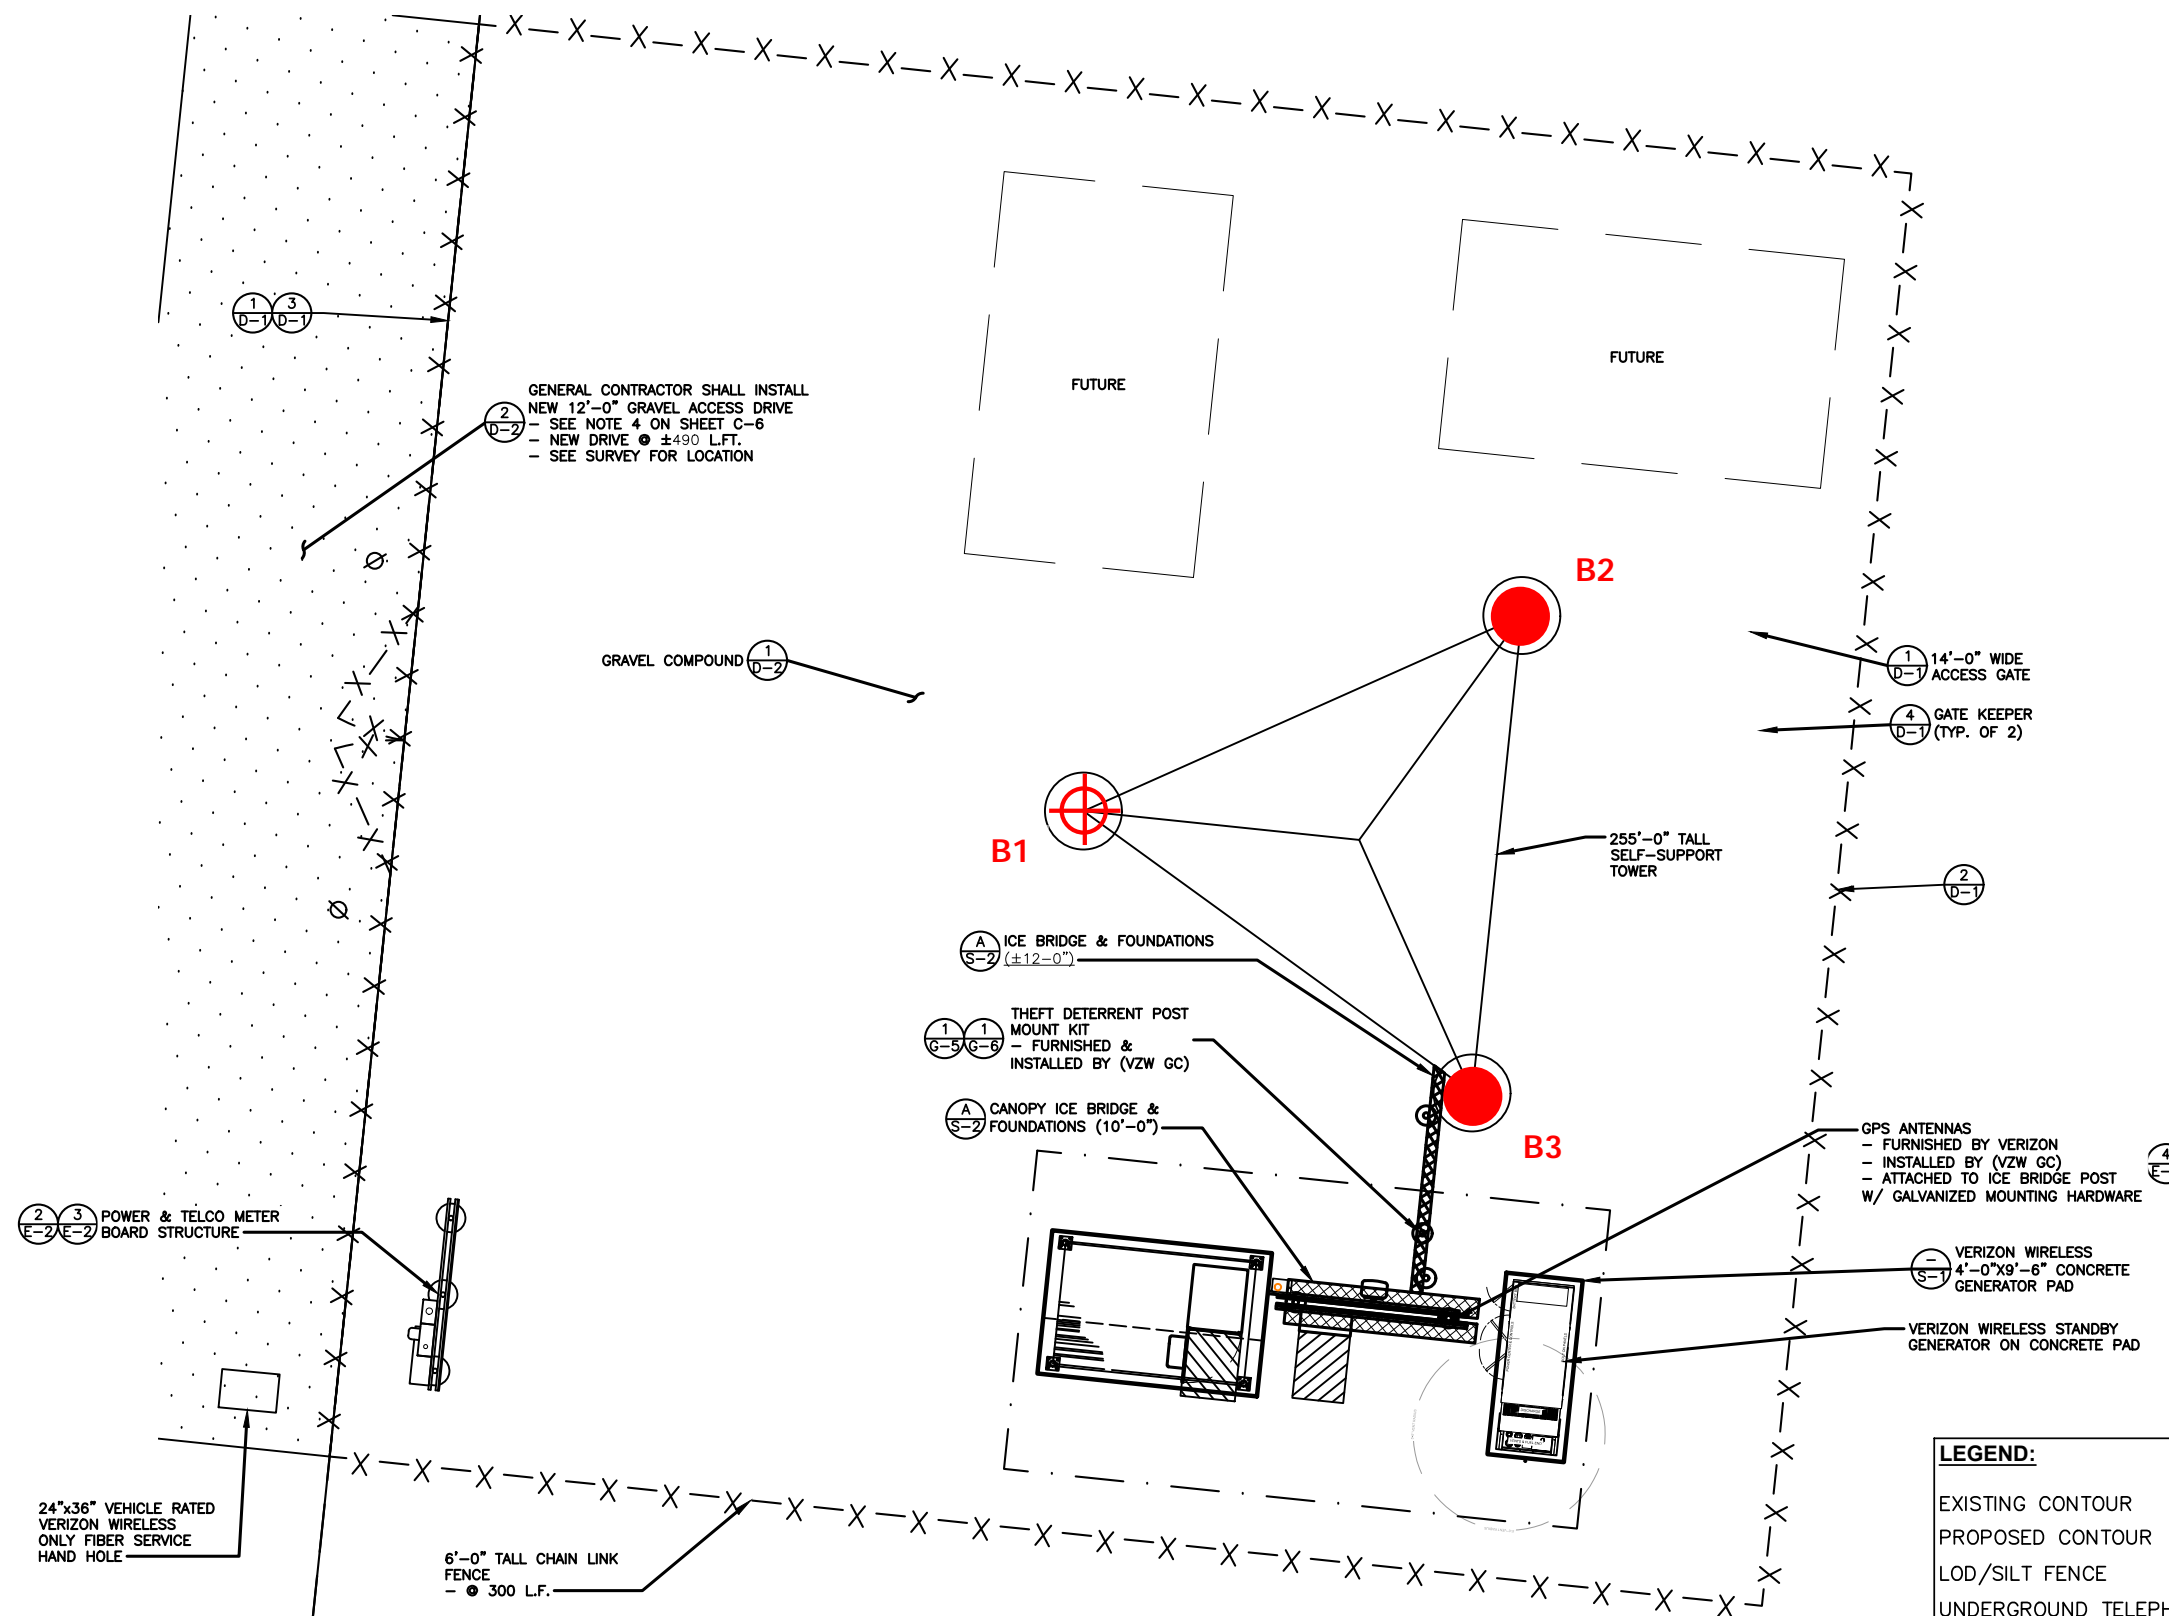 1
D-1
3
D-1
GENERAL CONTRACTOR SHALL INSTALL
NEW 12'-0" GRAVEL ACCESS DRIVE
- SEE NOTE 4 ON SHEET C-6
- NEW DRIVE @ ±490 L.FT.
- SEE SURVEY FOR LOCATION
2
D-2
FUTURE
FUTURE
B2
GRAVEL COMPOUND
1
D-2
1
D-1
14'-0" WIDE
ACCESS GATE
4
D-1
GATE KEEPER
(TYP. OF 2)
B1
255'-0" TALL
SELF-SUPPORT
TOWER
2
D-1
A
S-2
ICE BRIDGE & FOUNDATIONS
(±12-0")
1
G-5
1
G-6
THEFT DETERRENT POST
MOUNT KIT
- FURNISHED &
INSTALLED BY (VZW GC)
A
S-2
CANOPY ICE BRIDGE &
FOUNDATIONS (10'-0")
B3
GPS ANTENNAS
- FURNISHED BY VERIZON
- INSTALLED BY (VZW GC)
- ATTACHED TO ICE BRIDGE POST
W/ GALVANIZED MOUNTING HARDWARE
4
E-
2
E-2
3
E-2
POWER & TELCO METER
BOARD STRUCTURE
-
S-1
VERIZON WIRELESS
4'-0"X9'-6" CONCRETE
GENERATOR PAD
VERIZON WIRELESS STANDBY
GENERATOR ON CONCRETE PAD
24"x36" VEHICLE RATED
VERIZON WIRELESS
ONLY FIBER SERVICE
HAND HOLE
6'-0" TALL CHAIN LINK
FENCE
- @ 300 L.F.
LEGEND:
EXISTING CONTOUR
PROPOSED CONTOUR
LOD/SILT FENCE
UNDERGROUND TELEPH